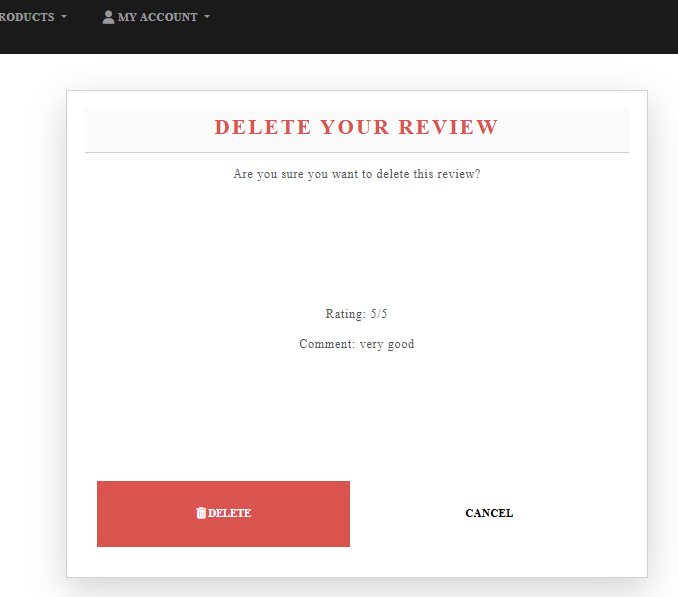 RODUCTS MY ACCOUNT
DELETE YOUR REVIEW
Are you sure you want to delete this review?
Rating: 5/5
Comment: very good
DELETE CANCEL